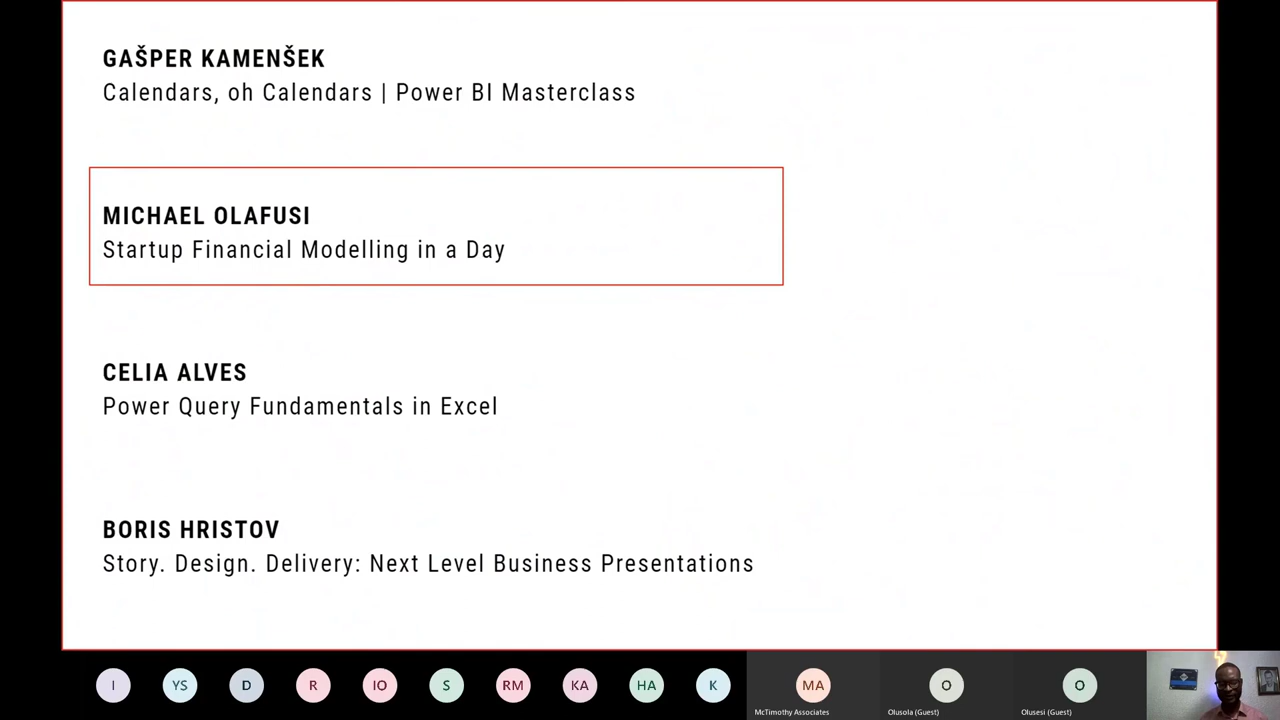 GAŠPER KAMENŠEK
Calendars, oh Calendars | Power BI Masterclass
MICHAEL OLAFUSI
Startup Financial Modelling in a Day
CELIA ALVES
Power Query Fundamentals in Excel
BORIS HRISTOV
Story. Design. Delivery: Next Level Business Presentations
I YS D R IO S RM KA HA K MA O O
McTimothy Associates Olusola (Guest) Olusesi (Guest)